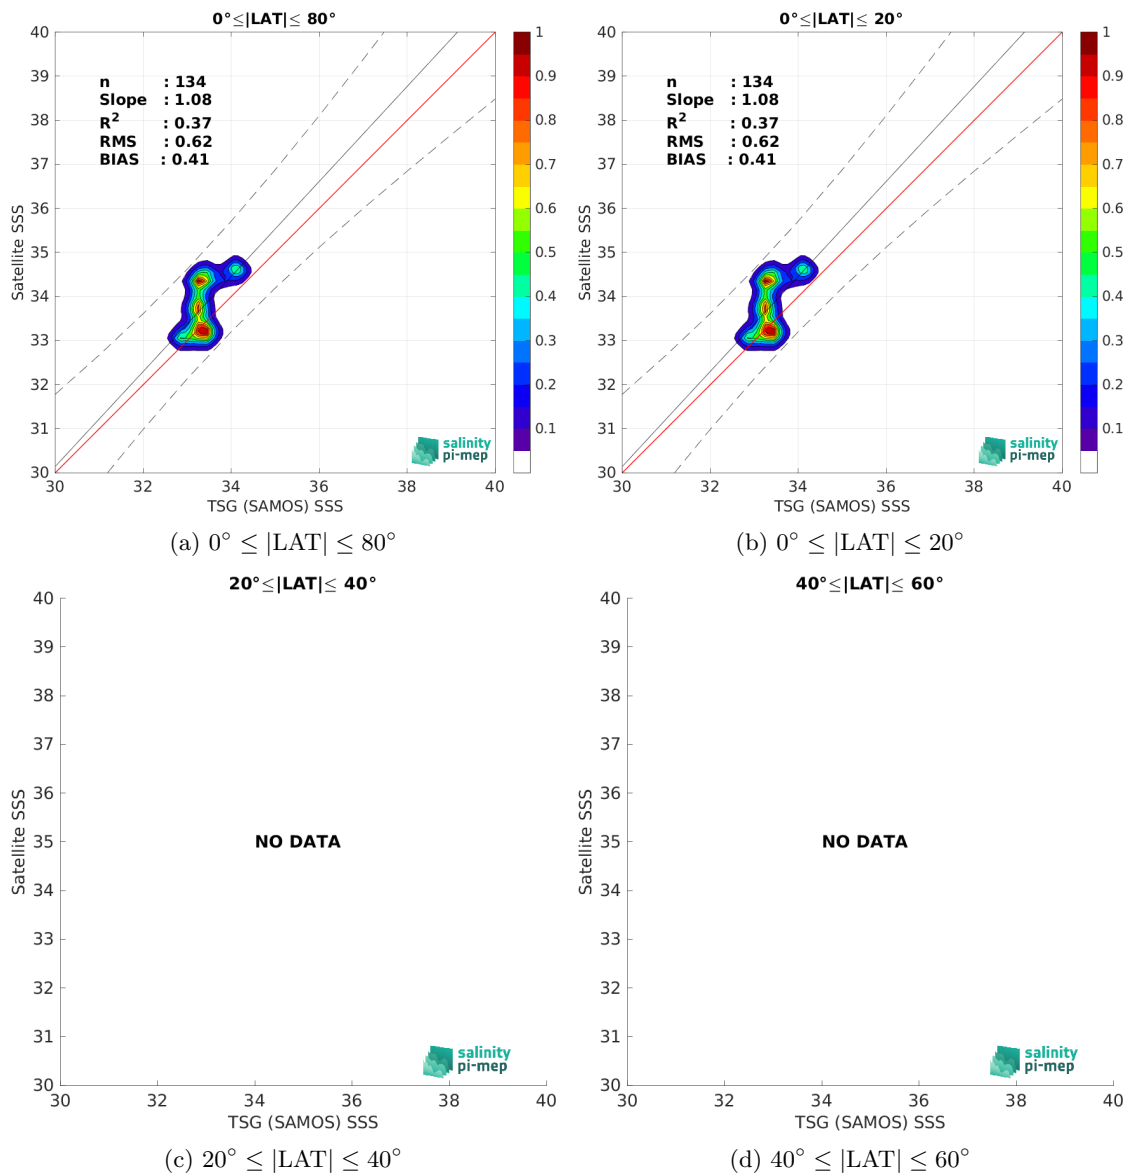 0°≤|LAT|≤ 80°
40
39
38
37
36
35
34
33
32
31
30
Satellite SSS
n : 134
Slope : 1.08
R² : 0.37
RMS : 0.62
BIAS : 0.41
1
0.9
0.8
0.7
0.6
0.5
0.4
0.3
0.2
0.1
salinity
pi-mep
30 32 34 36 38 40
TSG (SAMOS) SSS
(a) 0° ≤ |LAT| ≤ 80°
0°≤|LAT|≤ 20°
40
39
38
37
36
35
34
33
32
31
30
Satellite SSS
n : 134
Slope : 1.08
R² : 0.37
RMS : 0.62
BIAS : 0.41
1
0.9
0.8
0.7
0.6
0.5
0.4
0.3
0.2
0.1
salinity
pi-mep
30 32 34 36 38 40
TSG (SAMOS) SSS
(b) 0° ≤ |LAT| ≤ 20°
20°≤|LAT|≤ 40°
40
39
38
37
36
35
34
33
32
31
30
Satellite SSS
NO DATA
salinity
pi-mep
30 32 34 36 38 40
TSG (SAMOS) SSS
(c) 20° ≤ |LAT| ≤ 40°
40°≤|LAT|≤ 60°
40
39
38
37
36
35
34
33
32
31
30
Satellite SSS
NO DATA
salinity
pi-mep
30 32 34 36 38 40
TSG (SAMOS) SSS
(d) 40° ≤ |LAT| ≤ 60°